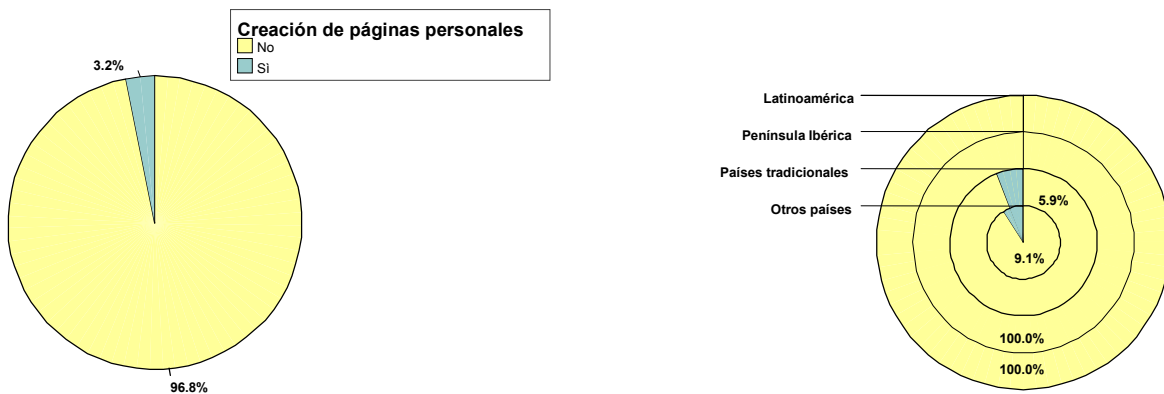 Creación de páginas personales
No
Sì
3.2%
96.8%
Latinoamérica
Península Ibérica
Países tradicionales
Otros países
5.9%
9.1%
100.0%
100.0%